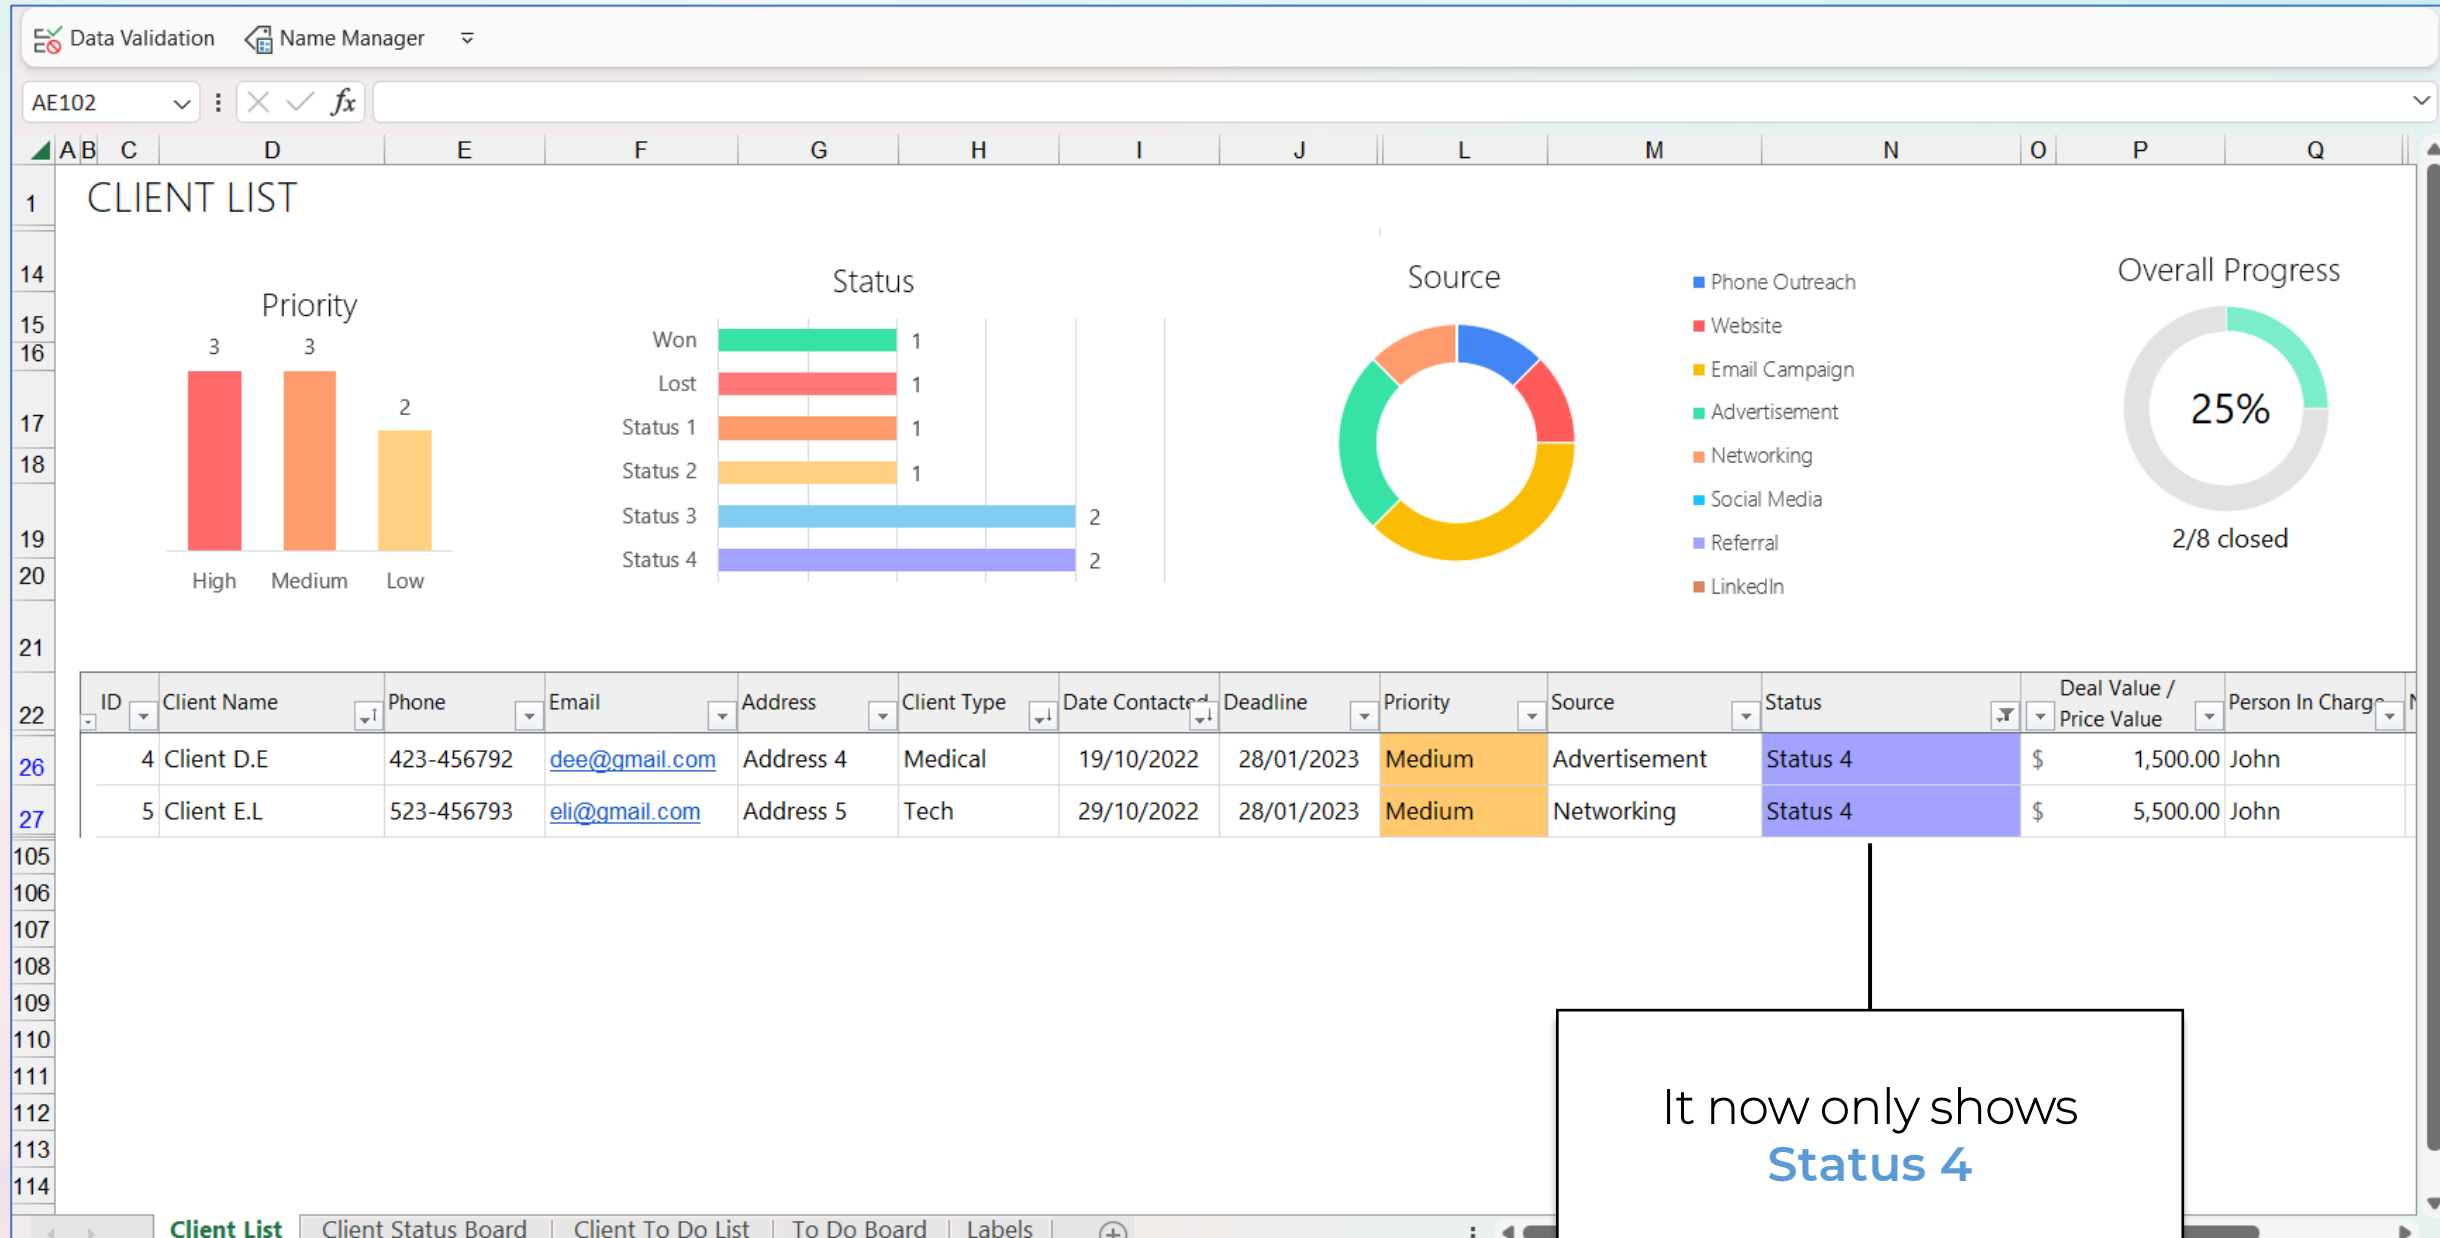 Data Validation Name Manager
AE102 fx
A B C D E F G H I J L M N O P Q
1 CLIENT LIST
14
15
16
17
18
19
20
21
Priority
3 3 2
High Medium Low
Status
Won 1
Lost 1
Status 1 1
Status 2 1
Status 3 2
Status 4 2
Source
Phone Outreach
Website
Email Campaign
Advertisement
Networking
Social Media
Referral
LinkedIn
Overall Progress
25%
2/8 closed
22 ID Client Name Phone Email Address Client Type Date Contacted Deadline Priority Source Status Deal Value / Price Value Person In Charge
26 4 Client D.E 423-456792 dee@gmail.com Address 4 Medical 19/10/2022 28/01/2023 Medium Advertisement Status 4 $ 1,500.00 John
27 5 Client E.L 523-456793 eli@gmail.com Address 5 Tech 29/10/2022 28/01/2023 Medium Networking Status 4 $ 5,500.00 John
105
106
107
108
109
110
111
112
113
114
It now only shows
Status 4
Client List Client Status Board Client To Do List To Do Board Labels